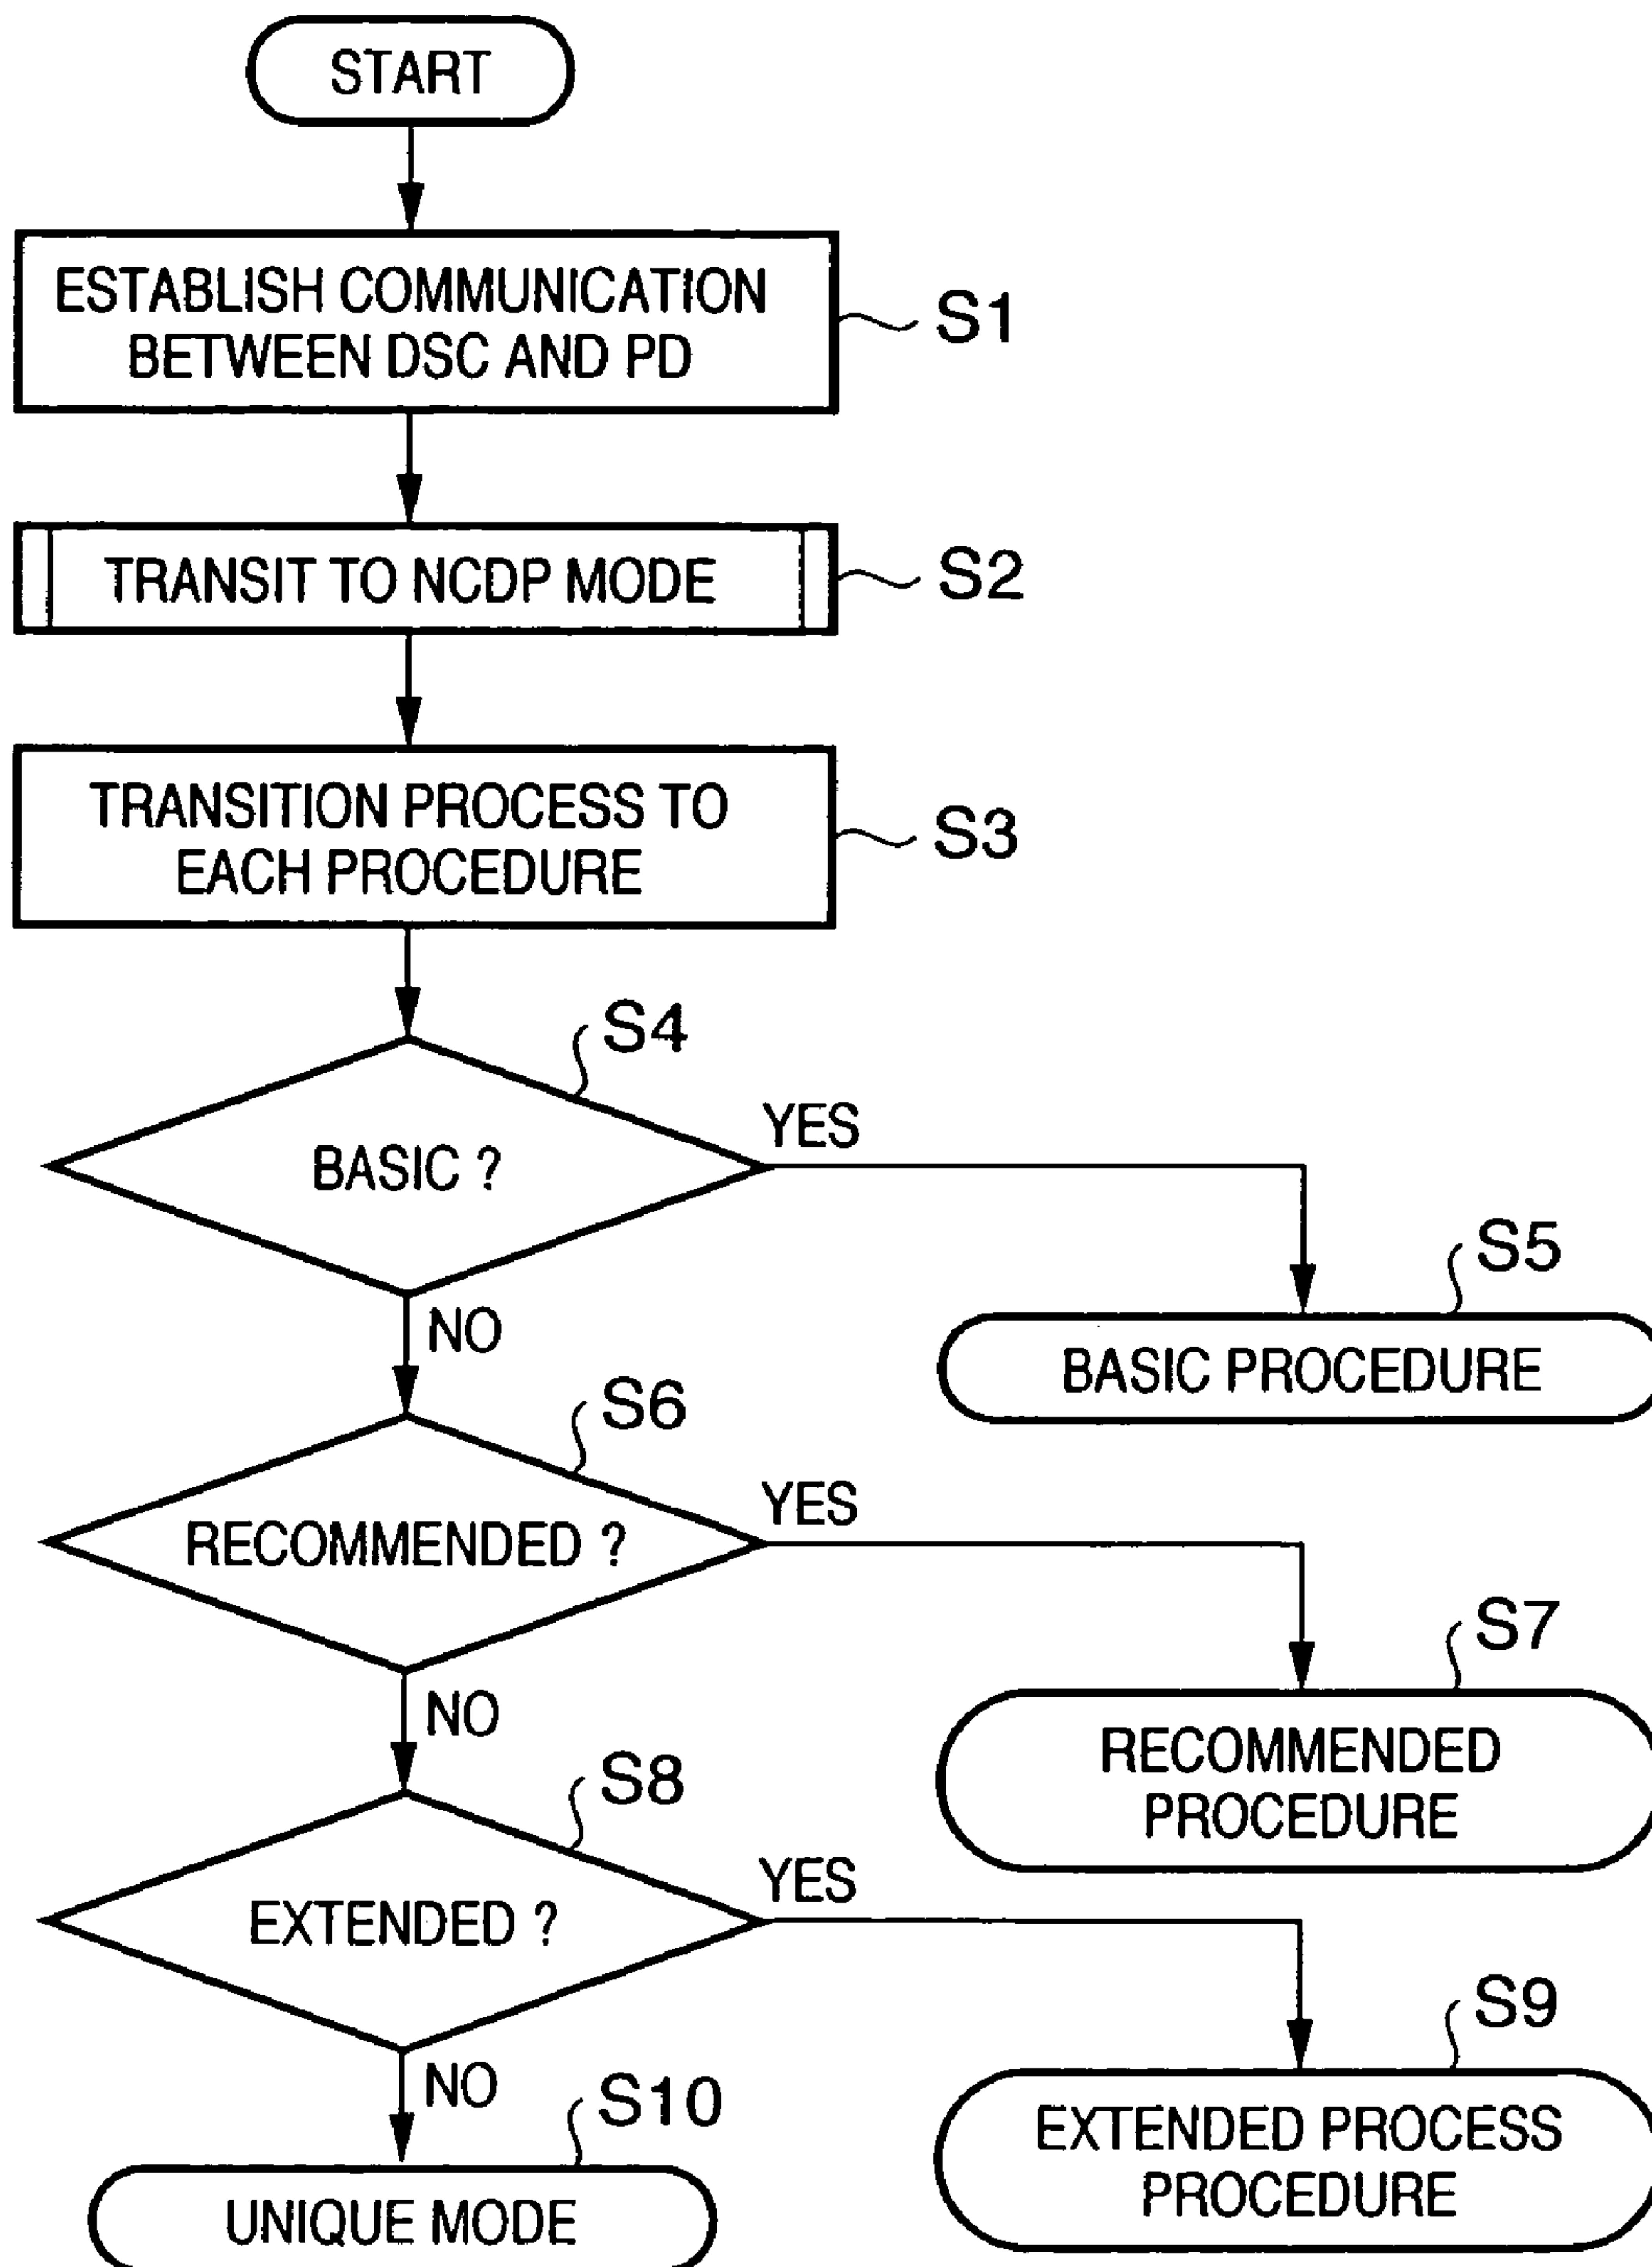 START
ESTABLISH COMMUNICATION
BETWEEN DSC AND PD
S1
TRANSIT TO NCDP MODE
S2
TRANSITION PROCESS TO
EACH PROCEDURE
S3
S4
BASIC ?
YES
NO
S5
BASIC PROCEDURE
S6
RECOMMENDED ?
YES
NO
S7
RECOMMENDED
PROCEDURE
S8
EXTENDED ?
YES
NO
S9
EXTENDED PROCESS
PROCEDURE
S10
UNIQUE MODE